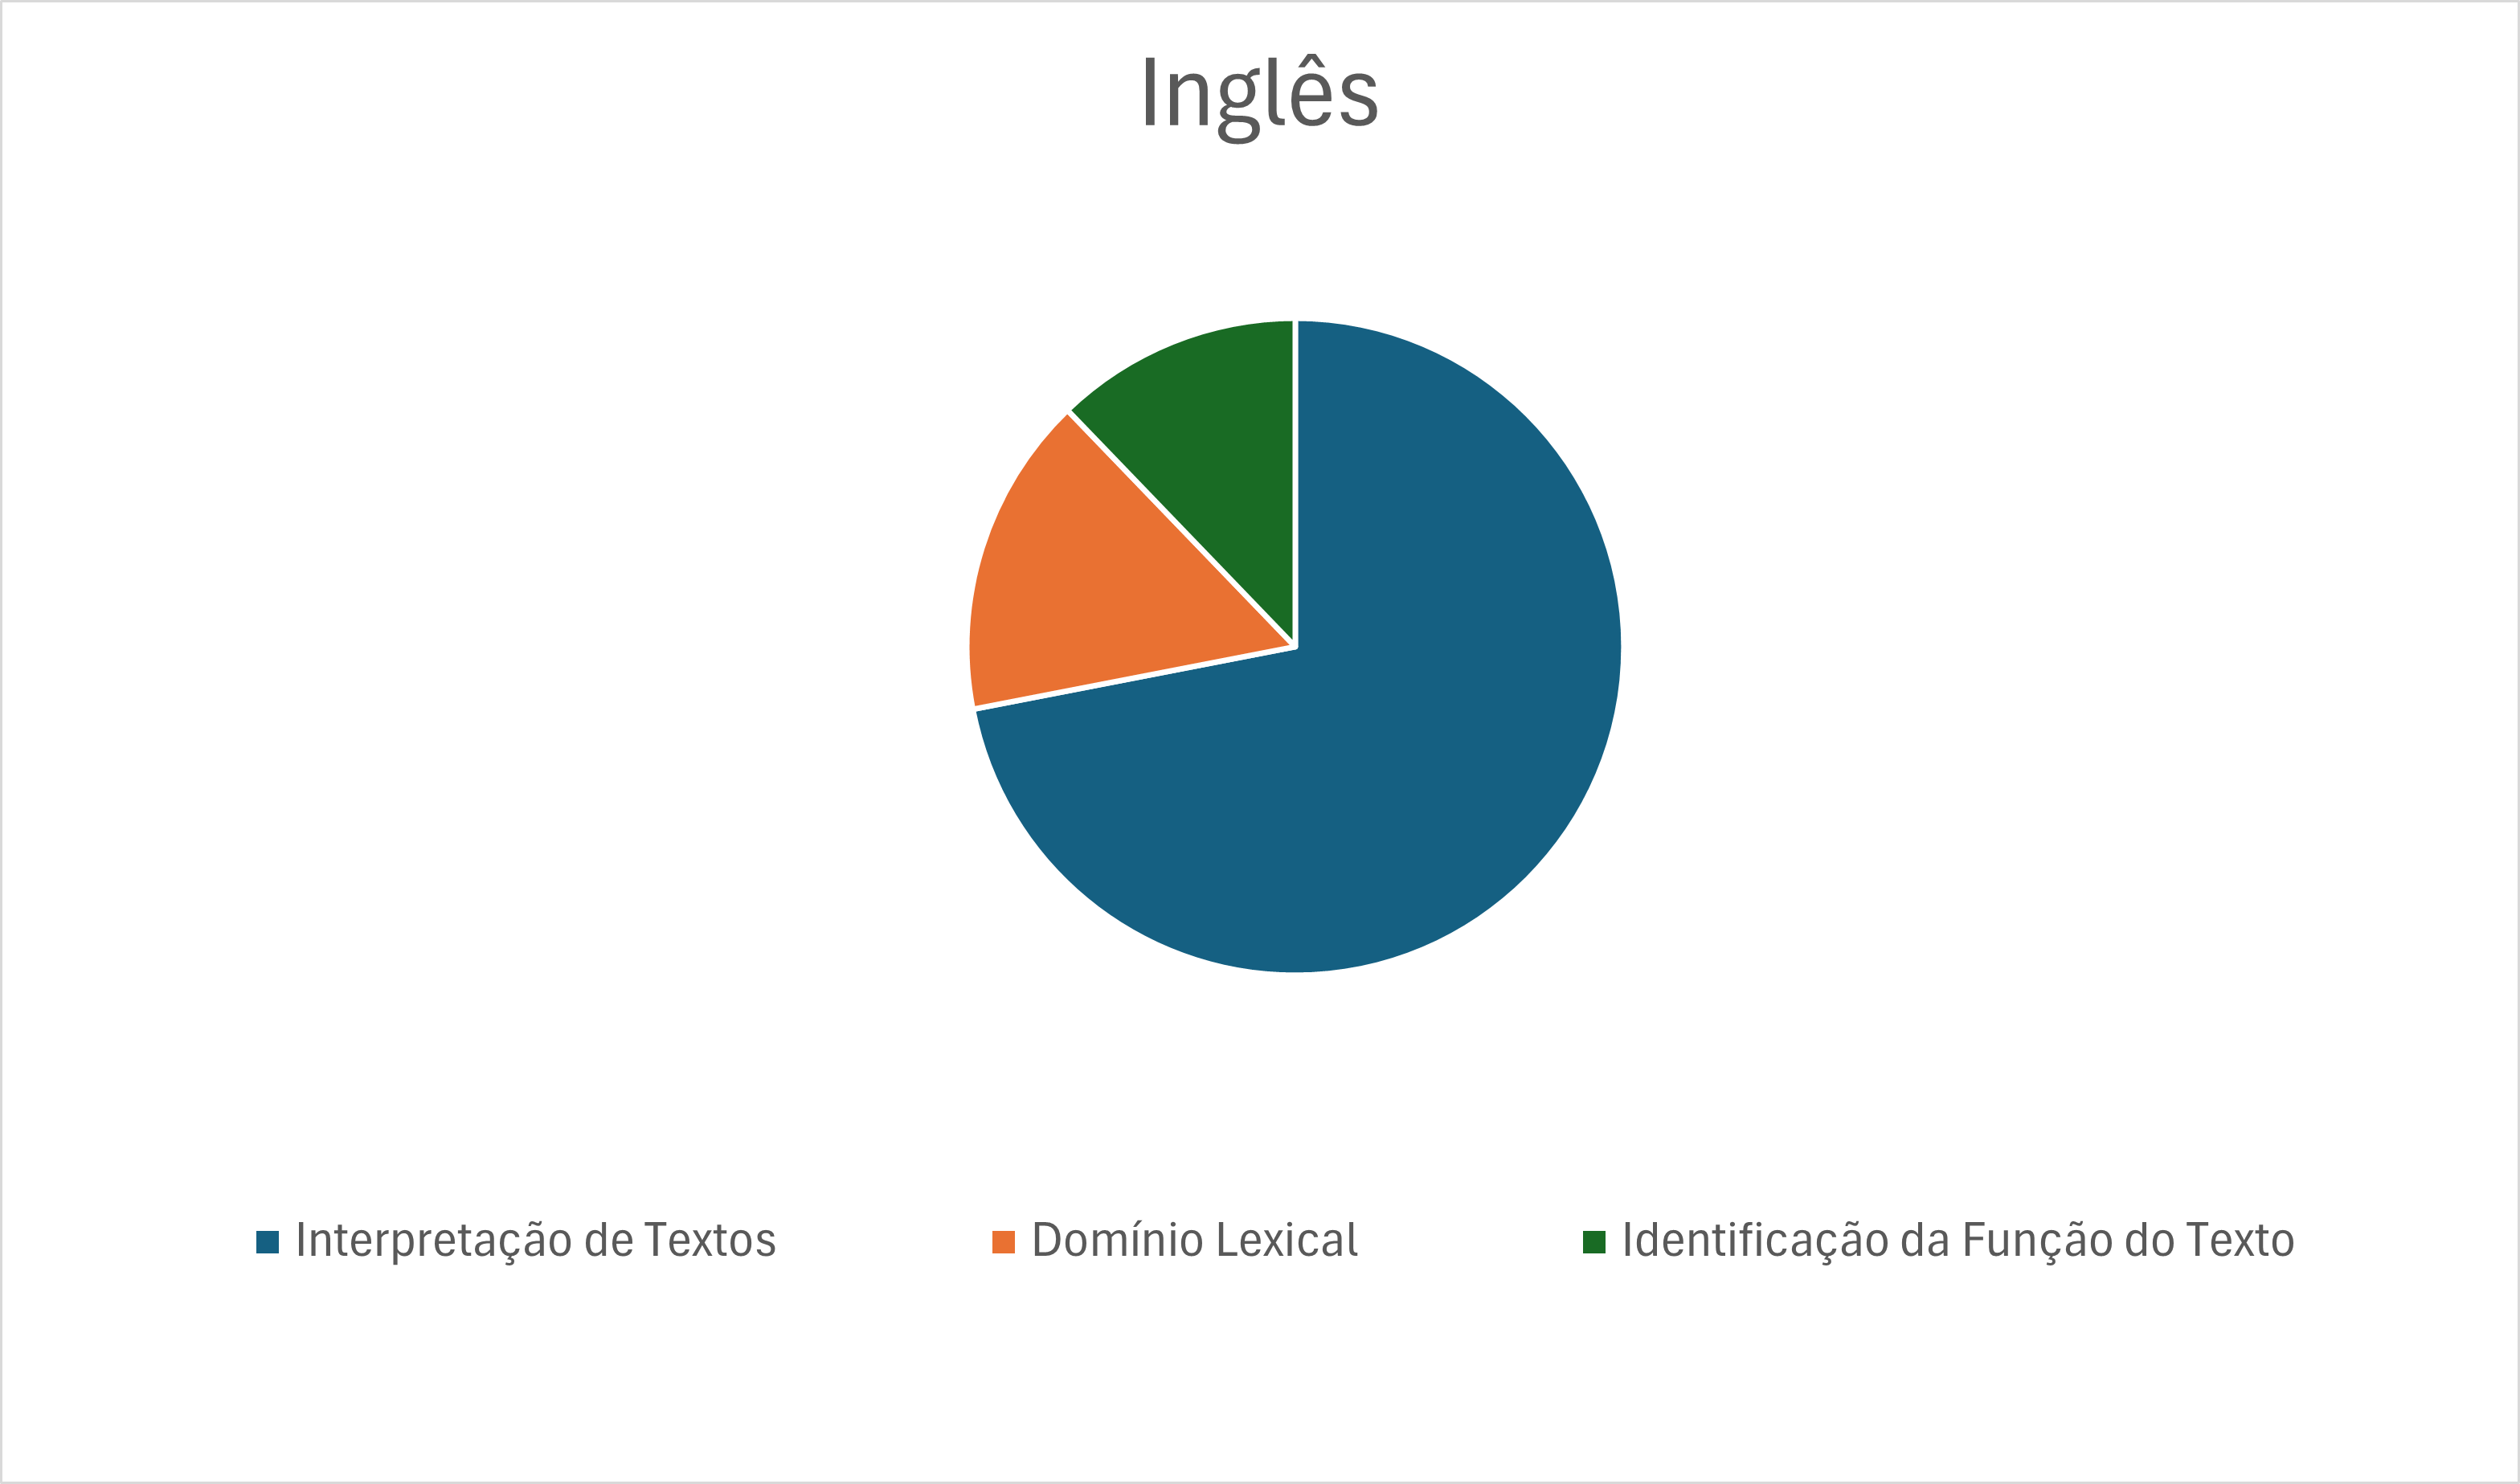 Inglês
Interpretação de Textos
Domínio Lexical
Identificação da Função do Texto